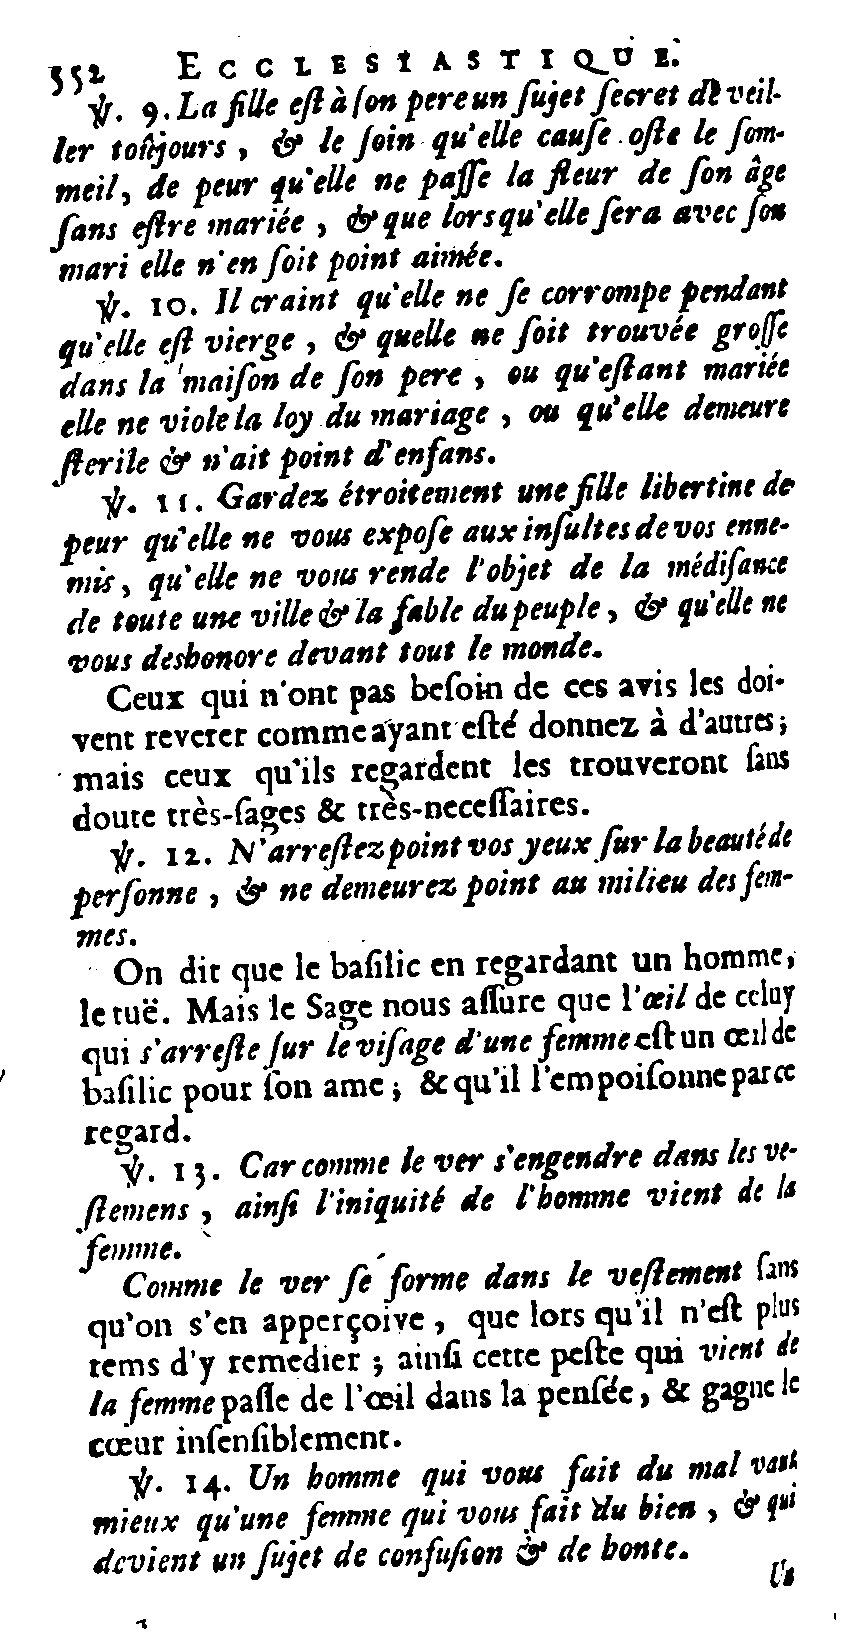 552 ECCLESIASTIQUE.
℣. 9. La fille eſt à ſon pere un ſujet ſecret de veil-
ler toûjours, & le ſoin qu'elle cauſe oſte le ſom-
meil, de peur qu'elle ne paſſe la fleur de ſon âge
ſans eſtre mariée, & que lorsqu'elle ſera avec ſon
mari elle n'en ſoit point aimée.
℣. 10. Il craint qu'elle ne ſe corrompe pendant
qu'elle eſt vierge, & quelle ne ſoit trouvée groſſe
dans la maiſon de ſon pere, ou qu'eſtant mariée
elle ne viole la loy du mariage, ou qu'elle demeure
ſterile & n'ait point d'enfans.
℣. 11. Gardez étroitement une fille libertine de
peur qu'elle ne vous expoſe aux inſultes de vos enne-
mis, qu'elle ne vous rende l'objet de la médiſance
de toute une ville & la fable du peuple, & qu'elle ne
vous deshonore devant tout le monde.
Ceux qui n'ont pas beſoin de ces avis les doi-
vent reverer comme ayant eſté donnez à d'autres;
mais ceux qu'ils regardent les trouveront ſans
doute très-ſages & très-neceſſaires.
℣. 12. N'arreſtez point vos yeux ſur la beauté de
perſonne, & ne demeurez point au milieu des fem-
mes.
On dit que le baſilic en regardant un homme,
le tuë. Mais le Sage nous aſſure que l'œil de celuy
qui s'arreſte ſur le viſage d'une femme eſt un œil de
baſilic pour ſon ame; & qu'il l'empoiſonne par ce
regard.
℣. 13. Car comme le ver s'engendre dans les ve-
ſtemens, ainſi l'iniquité de l'homme vient de la
femme.
Comme le ver ſe forme dans le veſtement ſans
qu'on s'en apperçoive, que lors qu'il n'eſt plus
tems d'y remedier; ainſi cette peſte qui vient de
la femme paſſe de l'œil dans la penſée, & gagne le
cœur inſenſiblement.
℣. 14. Un homme qui vous fait du mal vaut
mieux qu'une femme qui vous fait du bien, & qui
devient un ſujet de confuſion & de honte.